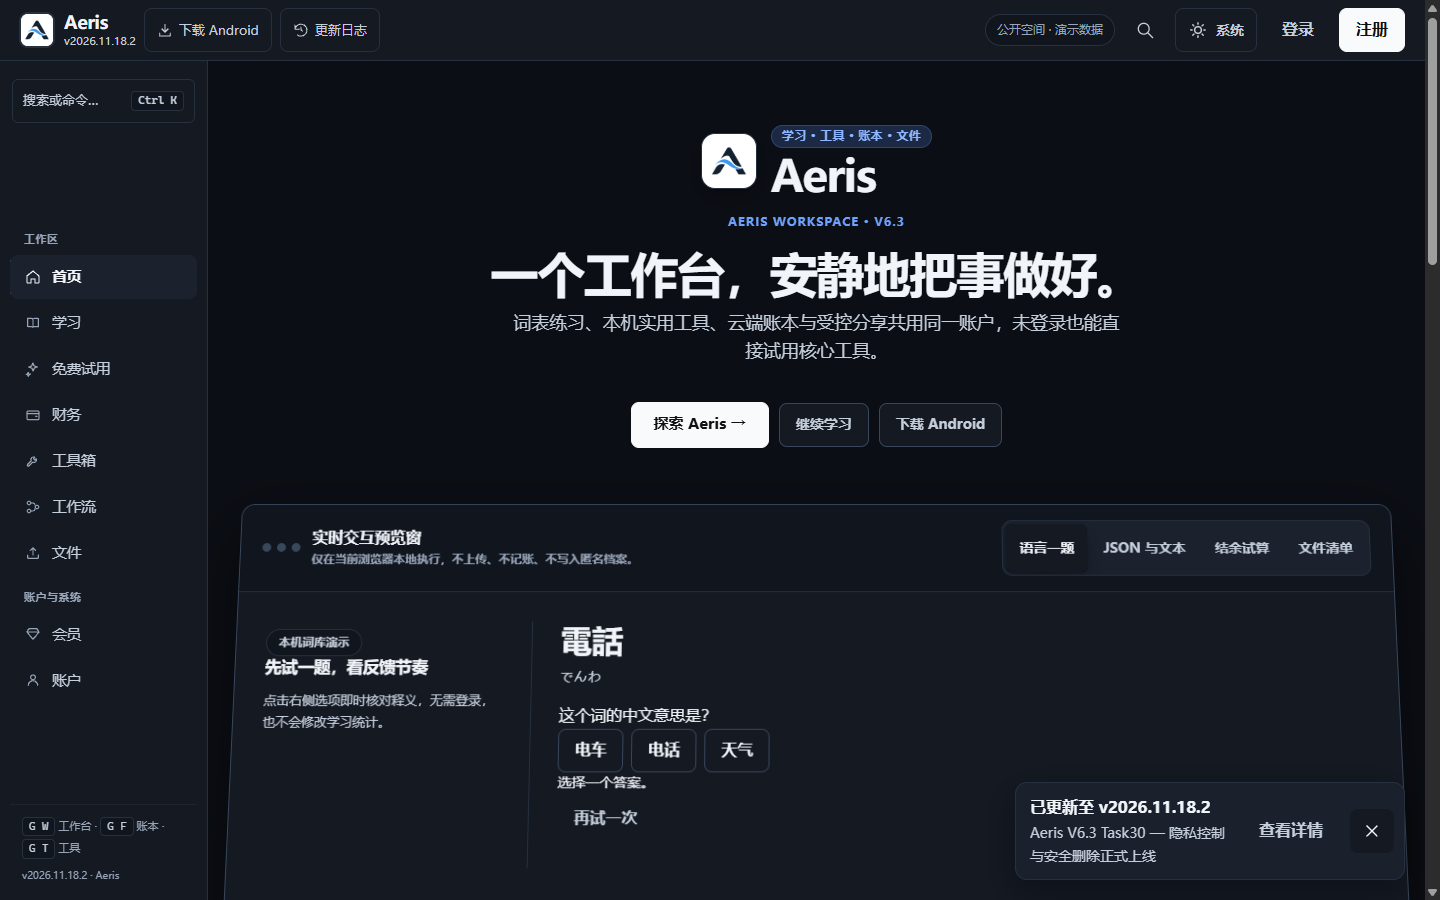 Aeris
v2026.11.18.2
下载 Android
更新日志
公开空间 · 演示数据
系统
登录
注册
搜索或命令...
Ctrl K
工作区
首页
学习
免费试用
财务
工具箱
工作流
文件
账户与系统
会员
账户
G W 工作台 · G F 账本 ·
G T 工具
v2026.11.18.2 · Aeris
学习 • 工具 • 账本 • 文件
Aeris
AERIS WORKSPACE • V6.3
一个工作台，安静地把事做好。
词表练习、本机实用工具、云端账本与受控分享共用同一账户，未登录也能直
接试用核心工具。
探索 Aeris →
继续学习
下载 Android
实时交互预览窗
仅在当前浏览器本地执行，不上传、不记账、不写入匿名档案。
语言一题
JSON 与文本
结余试算
文件清单
本机词库演示
先试一题，看反馈节奏
点击右侧选项即时核对释义，无需登录，
也不会修改学习统计。
電話
でんわ
这个词的中文意思是？
电车
电话
天气
选择一个答案。
再试一次
已更新至 v2026.11.18.2
Aeris V6.3 Task30 — 隐私控制
与安全删除正式上线
查看详情